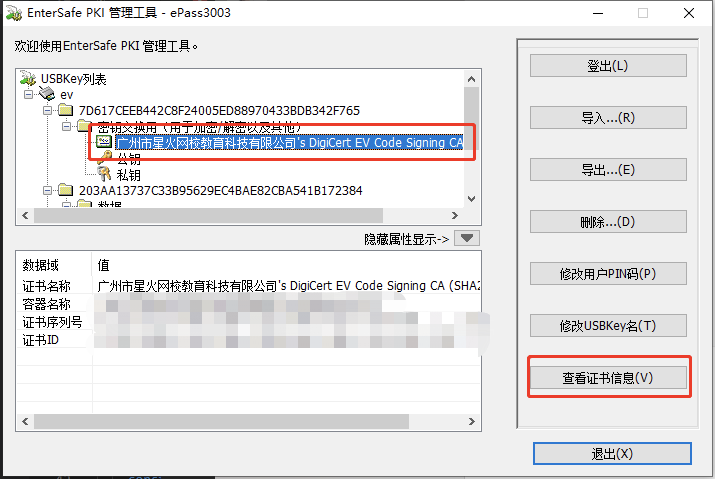 EnterSafe PKI 管理工具 - ePass3003
欢迎使用EnterSafe PKI 管理工具。
USBKey列表
ev
7D617CEEB442C8F24005ED88970433BDB342F765
密钥交换用（用于加密/解密以及其他）
广州市星火网校教育科技有限公司's DigiCert EV Code Signing CA
公钥
私钥
203AA13737C33B95629EC4BAE82CBA541B172384
数据
隐藏属性显示->
数据域 值
证书名称 广州市星火网校教育科技有限公司's DigiCert EV Code Signing CA (SHA2
容器名称
证书序列号
证书ID
登出(L)
导入...(R)
导出...(E)
删除...(D)
修改用户PIN码(P)
修改USBKey名(T)
查看证书信息(V)
退出(X)